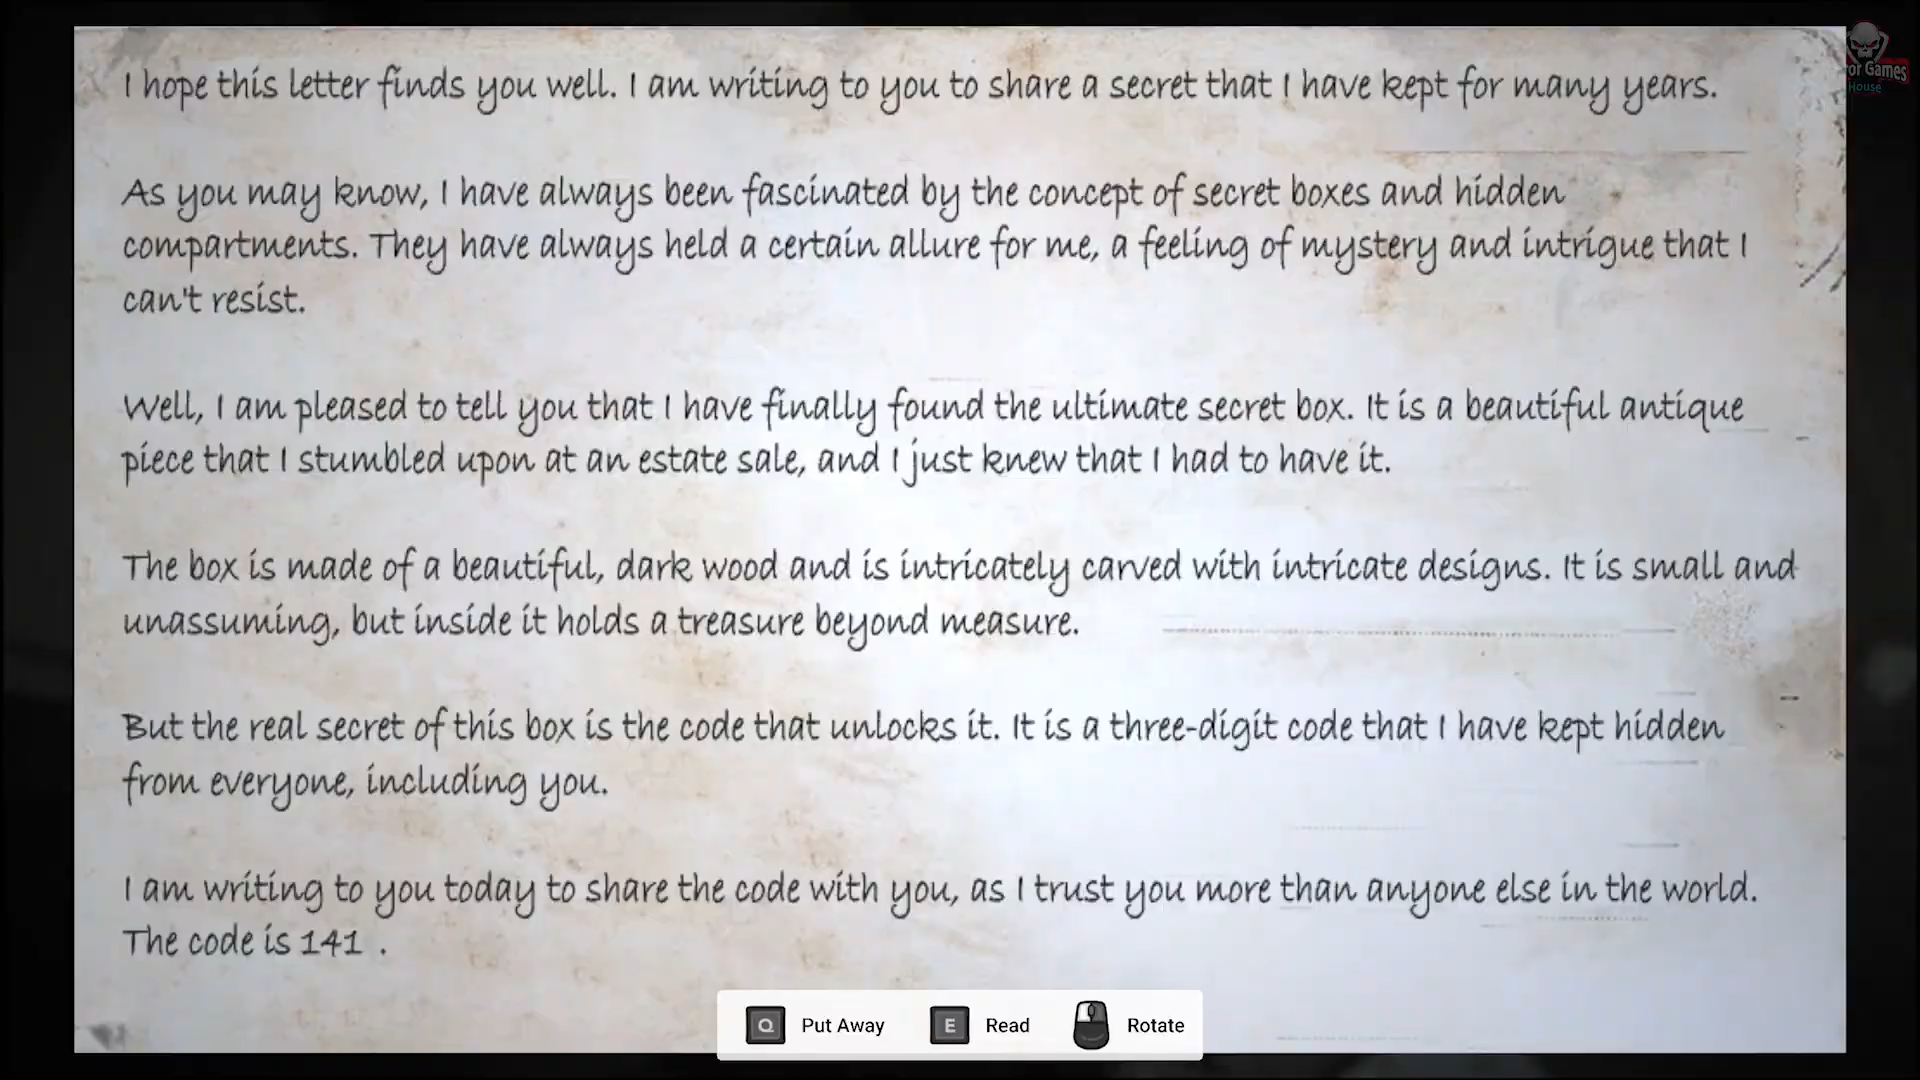 I hope this letter finds you well. I am writing to you to share a secret that I have kept for many years.
As you may know, I have always been fascinated by the concept of secret boxes and hidden
compartments. They have always held a certain allure for me, a feeling of mystery and intrigue that I
can't resist.
Well, I am pleased to tell you that I have finally found the ultimate secret box. It is a beautiful antique
piece that I stumbled upon at an estate sale, and I just knew that I had to have it.
The box is made of a beautiful, dark wood and is intricately carved with intricate designs. It is small and
unassuming, but inside it holds a treasure beyond measure.
But the real secret of this box is the code that unlocks it. It is a three-digit code that I have kept hidden
from everyone, including you.
I am writing to you today to share the code with you, as I trust you more than anyone else in the world.
The code is 141 .
Q Put Away E Read Rotate
Games
House